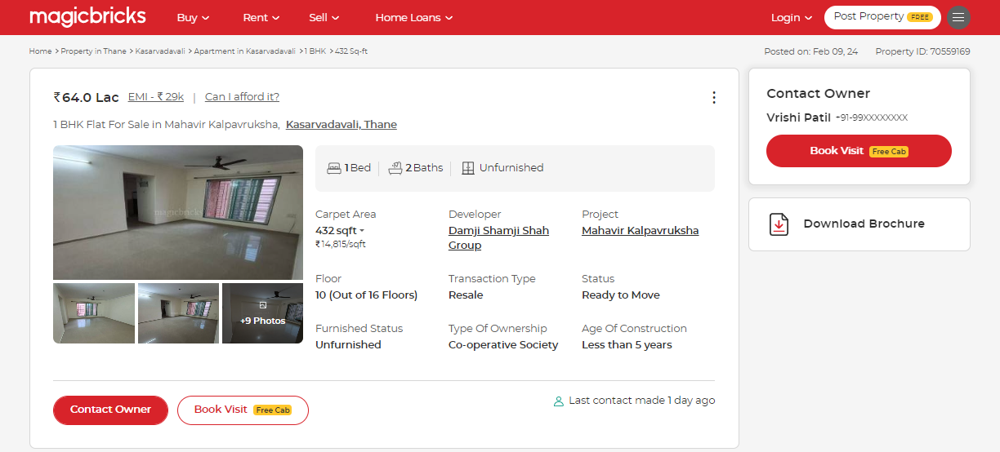 magicbricks
Buy
Rent
Sell
Home Loans
Login
Post Property FREE
Home > Property in Thane > Kasarvadavali > Apartment in Kasarvadavali > 1 BHK > 432 Sq-ft
Posted on: Feb 09, 24
Property ID: 70559169
₹64.0 Lac
EMI - ₹ 29k | Can I afford it?
1 BHK Flat For Sale in Mahavir Kalpavruksha, Kasarvadavali, Thane
magicbricks
+9 Photos
1 Bed
2 Baths
Unfurnished
Carpet Area
432 sqft
₹14,815/sqft
Developer
Damji Shamji Shah
Group
Project
Mahavir Kalpavruksha
Floor
10 (Out of 16 Floors)
Transaction Type
Resale
Status
Ready to Move
Furnished Status
Unfurnished
Type Of Ownership
Co-operative Society
Age Of Construction
Less than 5 years
Contact Owner
Book Visit Free Cab
Last contact made 1 day ago
Contact Owner
Vrishi Patil +91-99XXXXXXXX
Book Visit Free Cab
Download Brochure